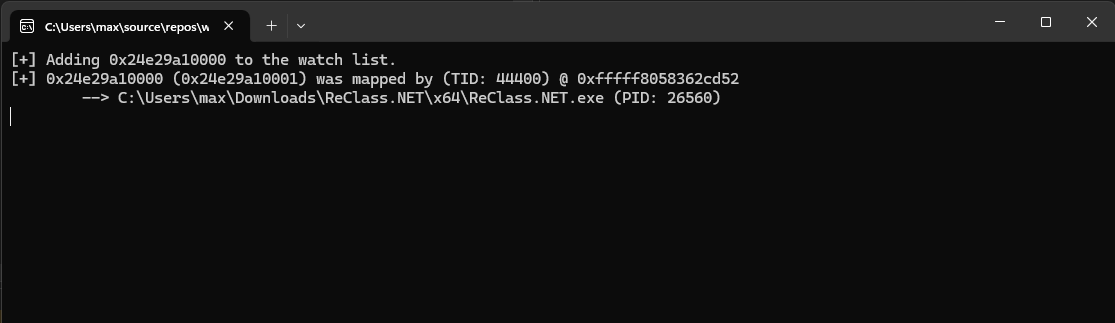 C:\Users\max\source\repos\w
[+] Adding 0x24e29a10000 to the watch list.
[+] 0x24e29a10000 (0x24e29a10001) was mapped by (TID: 44400) @ 0xfffff8058362cd52
--> C:\Users\max\Downloads\ReClass.NET\x64\ReClass.NET.exe (PID: 26560)